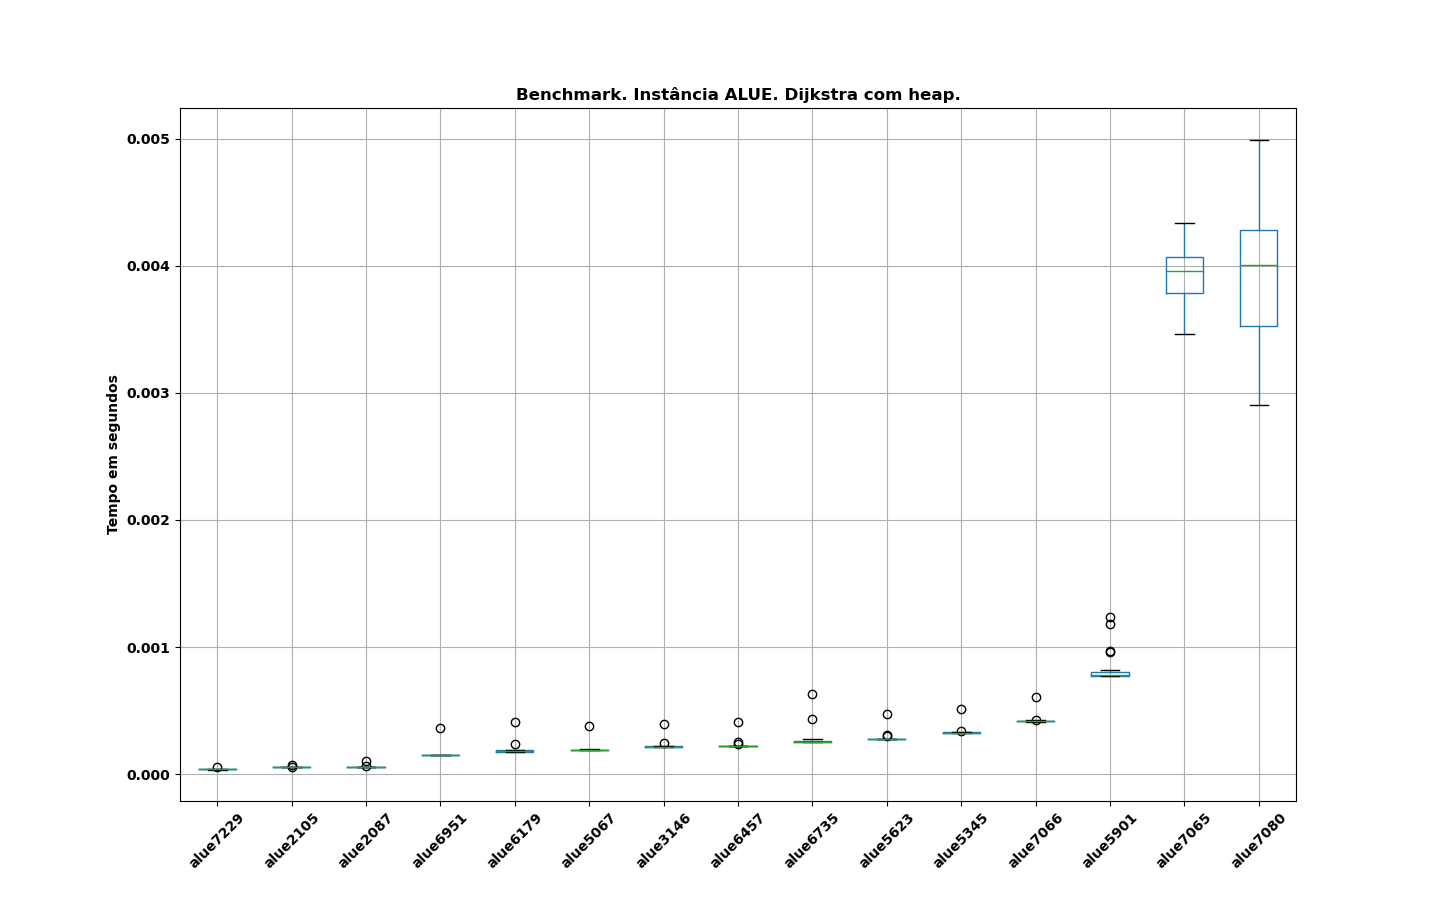 Benchmark. Instância ALUE. Dijkstra com heap.
Tempo em segundos
0.005
0.004
0.003
0.002
0.001
0.000
alue7229
alue2105
alue2087
alue6951
alue6179
alue5067
alue3146
alue6457
alue6735
alue5623
alue5345
alue7066
alue5901
alue7065
alue7080